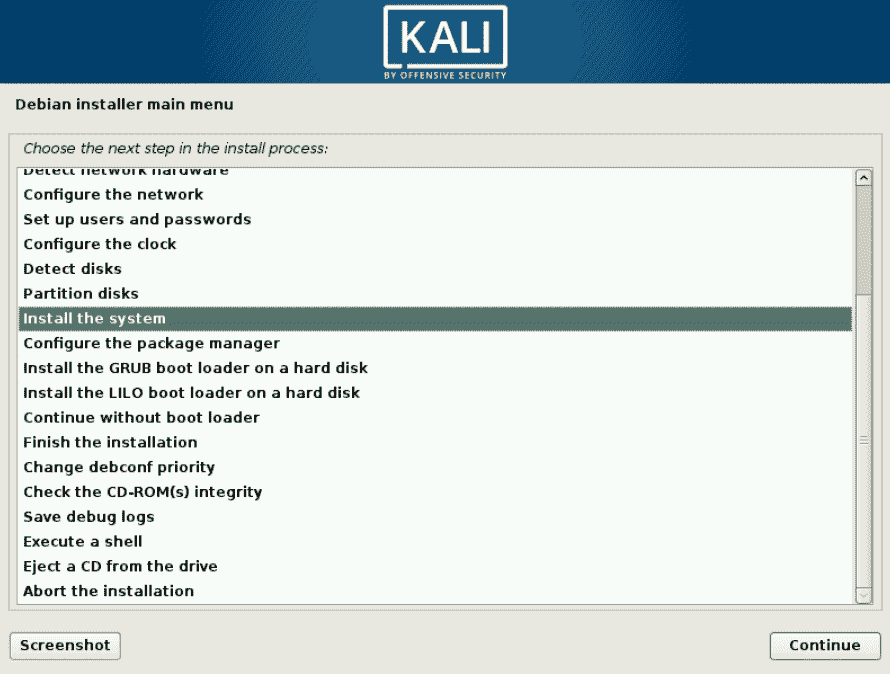 KALI
BY OFFENSIVE SECURITY
Debian installer main menu
Choose the next step in the install process:
Detect network hardware
Configure the network
Set up users and passwords
Configure the clock
Detect disks
Partition disks
Install the system
Configure the package manager
Install the GRUB boot loader on a hard disk
Install the LILO boot loader on a hard disk
Continue without boot loader
Finish the installation
Change debconf priority
Check the CD-ROM(s) integrity
Save debug logs
Execute a shell
Eject a CD from the drive
Abort the installation
Screenshot
Continue